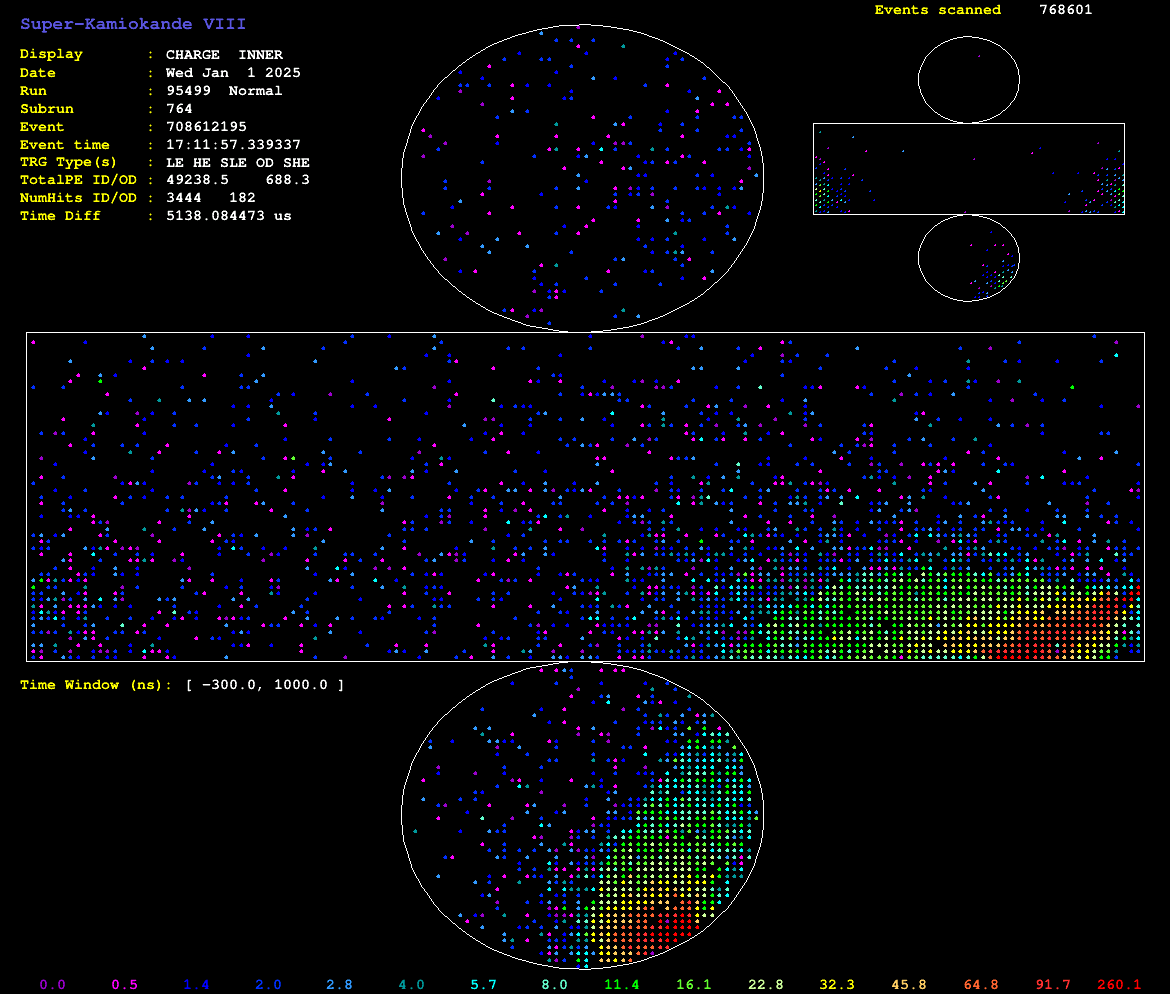 Super-Kamiokande VIII
Events scanned 768601
Display : CHARGE INNER
Date : Wed Jan 1 2025
Run : 95499 Normal
Subrun : 764
Event : 708612195
Event time : 17:11:57.339337
TRG Type(s) : LE HE SLE OD SHE
TotalPE ID/OD : 49238.5 688.3
NumHits ID/OD : 3444 182
Time Diff : 5138.084473 us
Time Window (ns): [ -300.0, 1000.0 ]
0.0 0.5 1.4 2.0 2.8 4.0 5.7 8.0 11.4 16.1 22.8 32.3 45.8 64.8 91.7 260.1